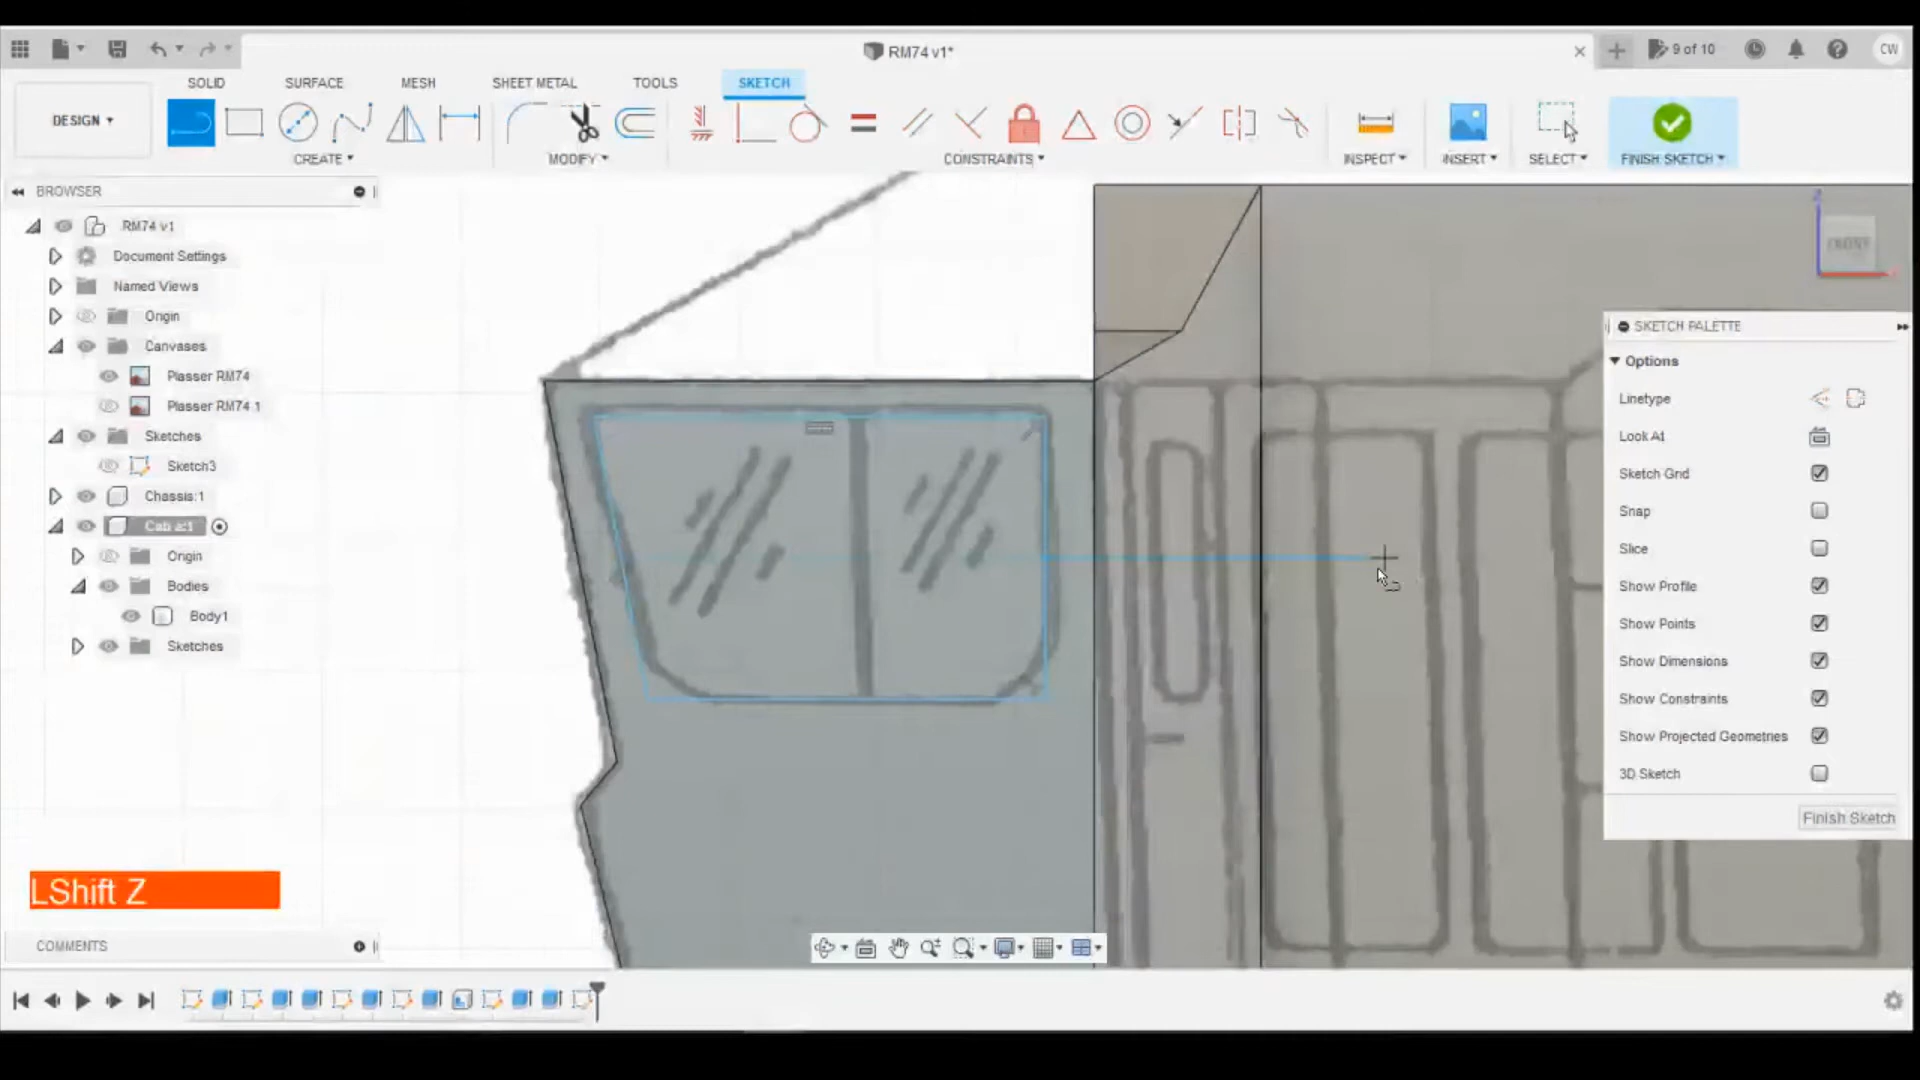 RM74 v1*
9 of 10
CW
SOLID
SURFACE
MESH
SHEET METAL
TOOLS
SKETCH
DESIGN
CREATE
MODIFY
CONSTRAINTS
INSPECT
INSERT
SELECT
FINISH SKETCH
BROWSER
RM74 v1
Document Settings
Named Views
Origin
Canvases
Plasser RM74
Plasser RM74 1
Sketches
Sketch3
Chassis:1
Cab a:1
Origin
Bodies
Body1
Sketches
FRONT
SKETCH PALETTE
Options
Linetype
Look At
Sketch Grid
Snap
Slice
Show Profile
Show Points
Show Dimensions
Show Constraints
Show Projected Geometries
3D Sketch
Finish Sketch
LShift Z
COMMENTS